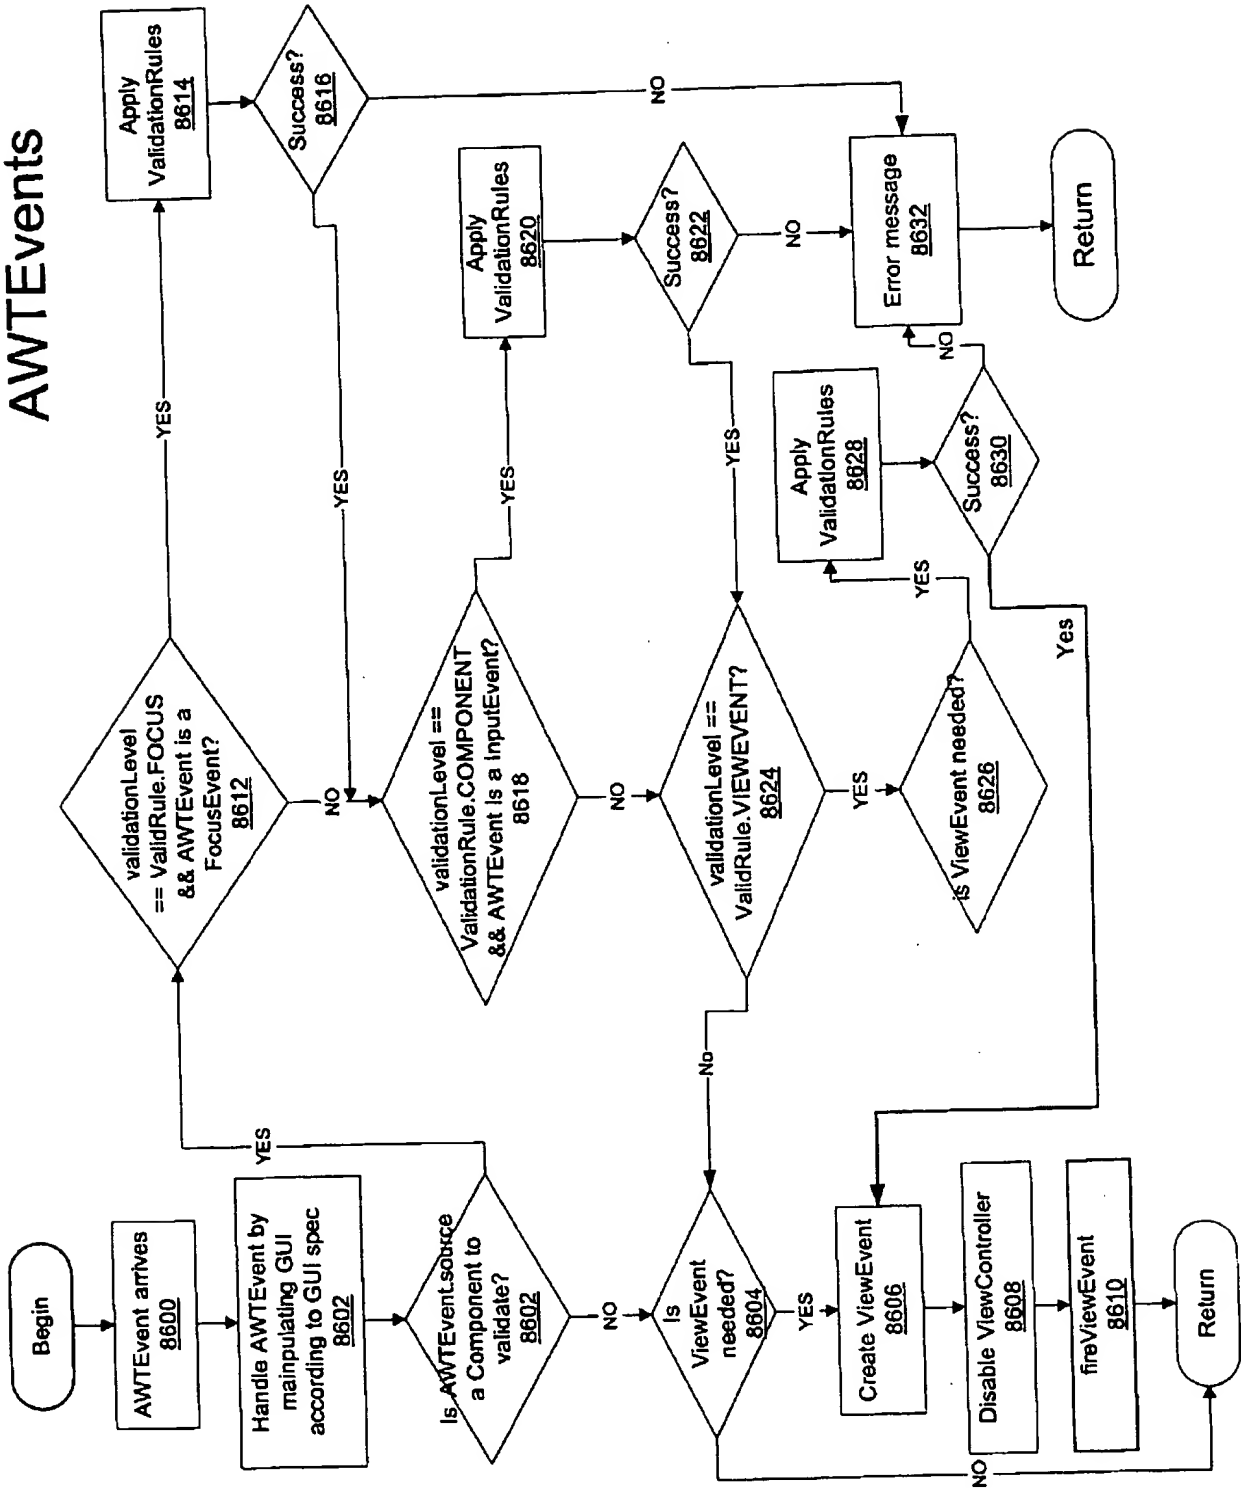 AWTEvents
Begin
AWTEvent arrives
8600
Handle AWTEvent by
mainpulating GUI
according to GUI spec
8602
Is AWTEvent.source
a Component to
validate?
8602
YES
NO
validationLevel
== ValidRule.FOCUS
&& AWTEvent is a
FocusEvent?
8612
YES
NO
Apply
ValidationRules
8614
Success?
8616
YES
NO
validationLevel ==
ValidationRule.COMPONENT
&& AWTEvent is a InputEvent?
8618
YES
NO
Apply
ValidationRules
8620
Success?
8622
YES
NO
validationLevel ==
ValidRule.VIEWEVENT?
8624
No
YES
is ViewEvent needed?
8626
YES
Apply
ValidationRules
8628
Success?
8630
NO
Yes
Error message
8632
Return
Is
ViewEvent
needed?
8604
YES
NO
Create ViewEvent
8606
Disable ViewController
8608
fireViewEvent
8610
Return